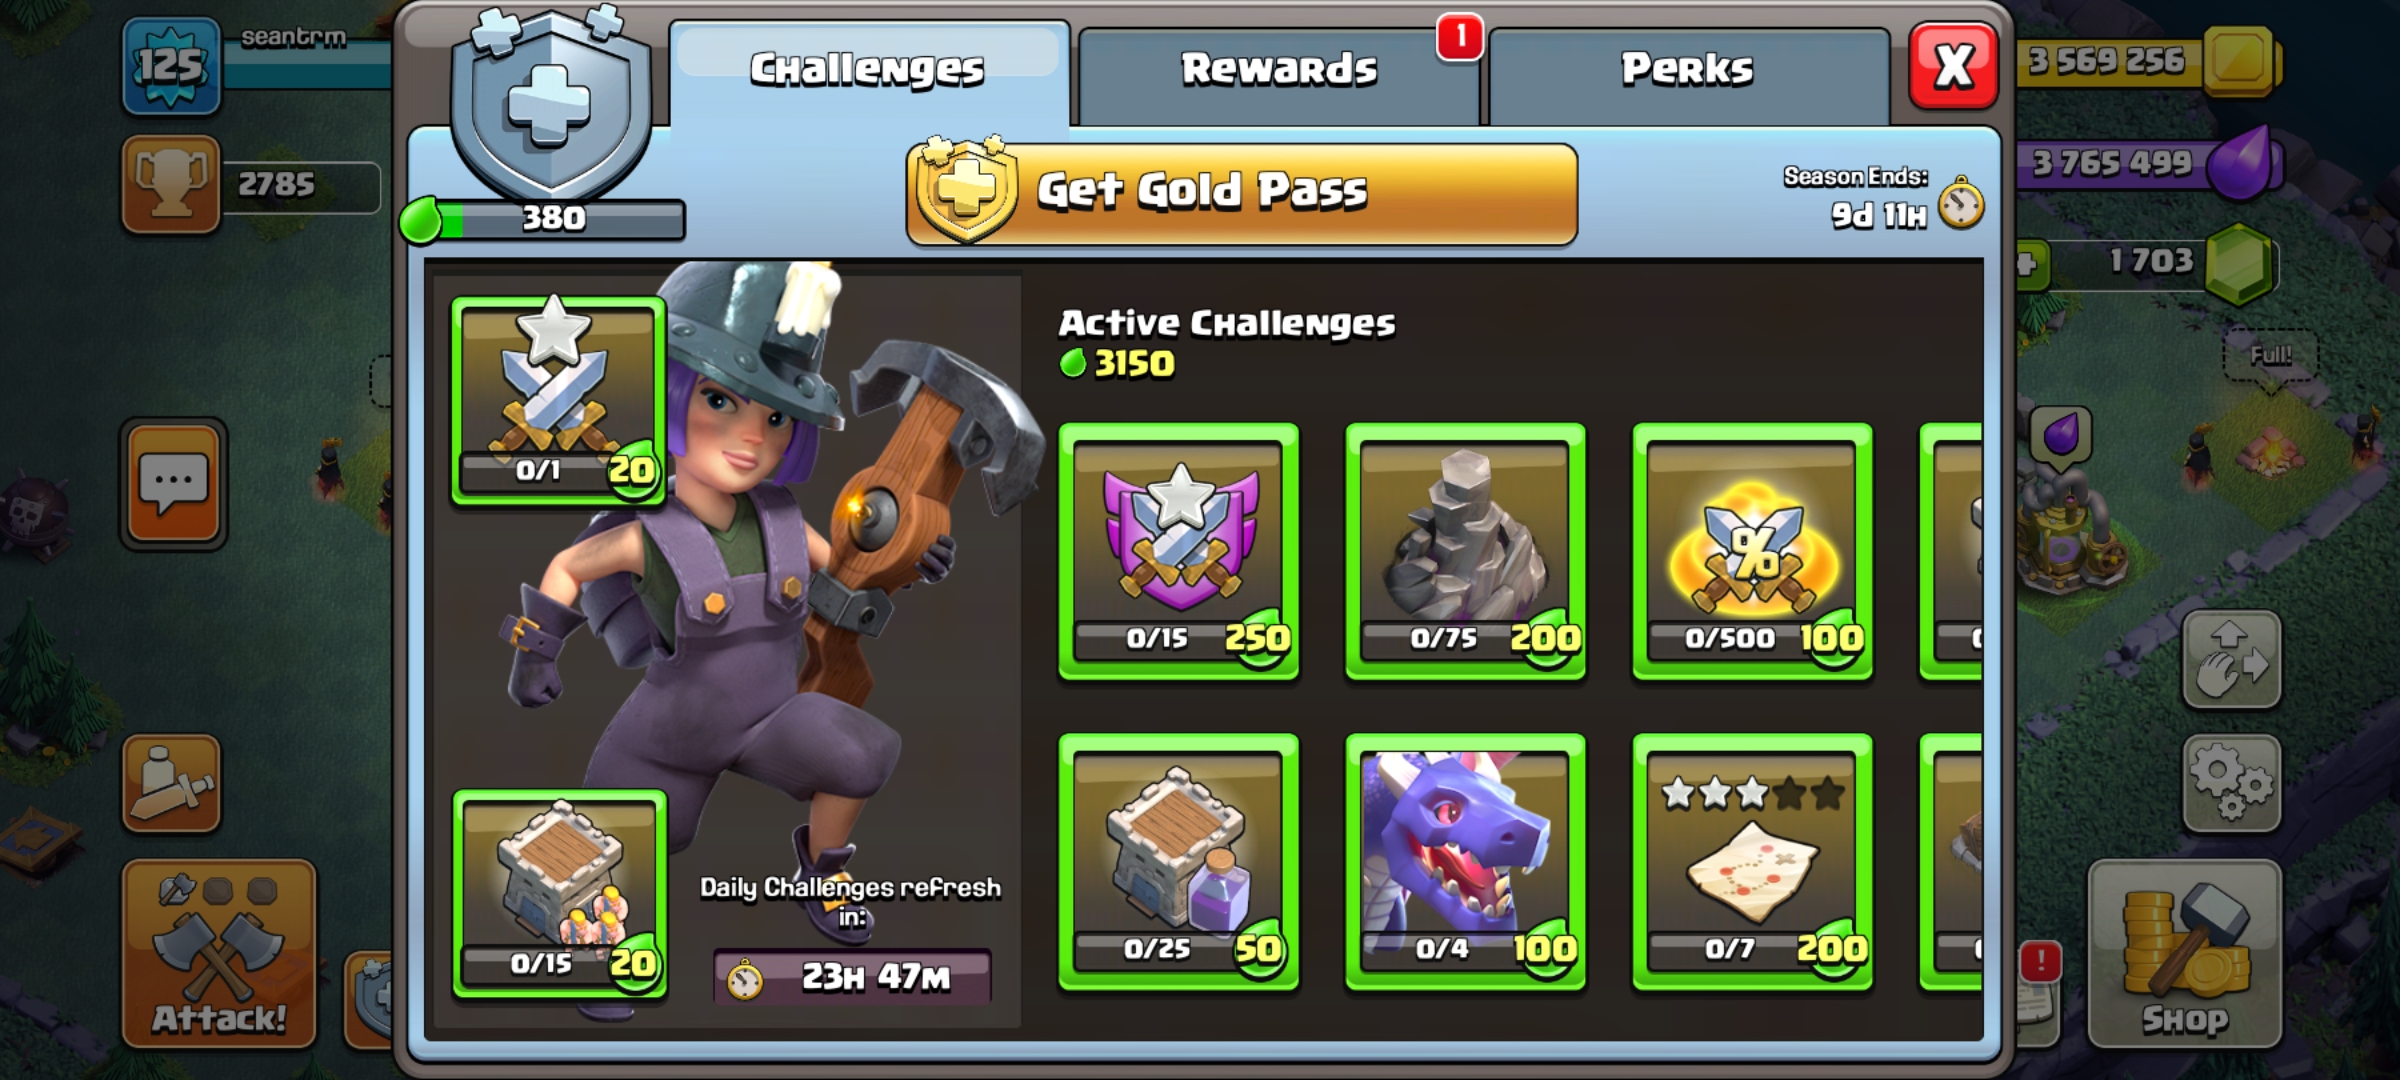 125
seantrm
2785
Challenges
Rewards
1
Perks
X
3 569 256
3 765 499
1 703
Full!
380
Get Gold Pass
Season Ends:
9d 11H
0/1
20
0/15
20
Daily Challenges refresh
in:
23H 47M
Active Challenges
3150
0/15
250
0/75
200
%
0/500
100
0/25
50
0/4
100
0/7
200
Attack!
!
Shop